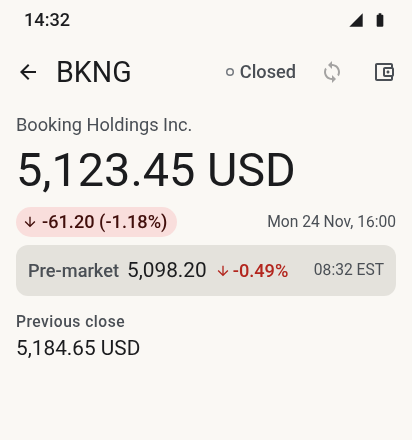 14:32
BKNG
Closed
Booking Holdings Inc.
5,123.45 USD
-61.20 (-1.18%)
Mon 24 Nov, 16:00
Pre-market 5,098.20 -0.49% 08:32 EST
Previous close
5,184.65 USD